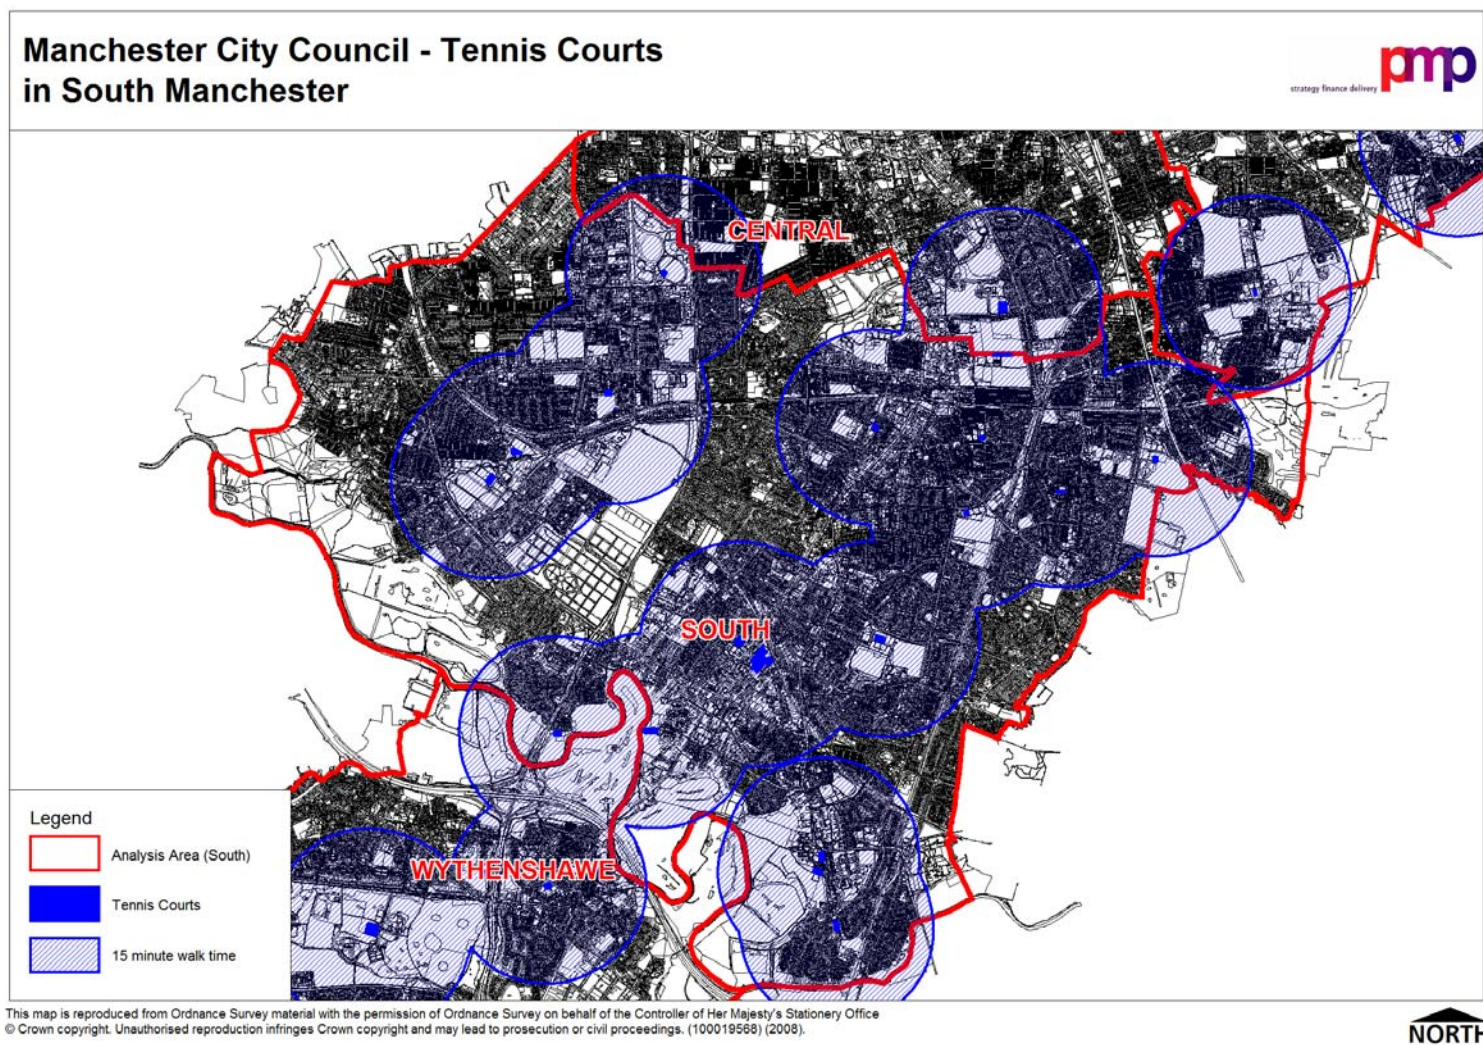 Manchester City Council - Tennis Courts
in South Manchester
strategy finance delivery pmp
CENTRAL
SOUTH
WYTHENSHAWE
Legend
Analysis Area (South)
Tennis Courts
15 minute walk time
This map is reproduced from Ordnance Survey material with the permission of Ordnance Survey on behalf of the Controller of Her Majesty's Stationery Office
© Crown copyright. Unauthorised reproduction infringes Crown copyright and may lead to prosecution or civil proceedings. (100019568) (2008).
NORTH